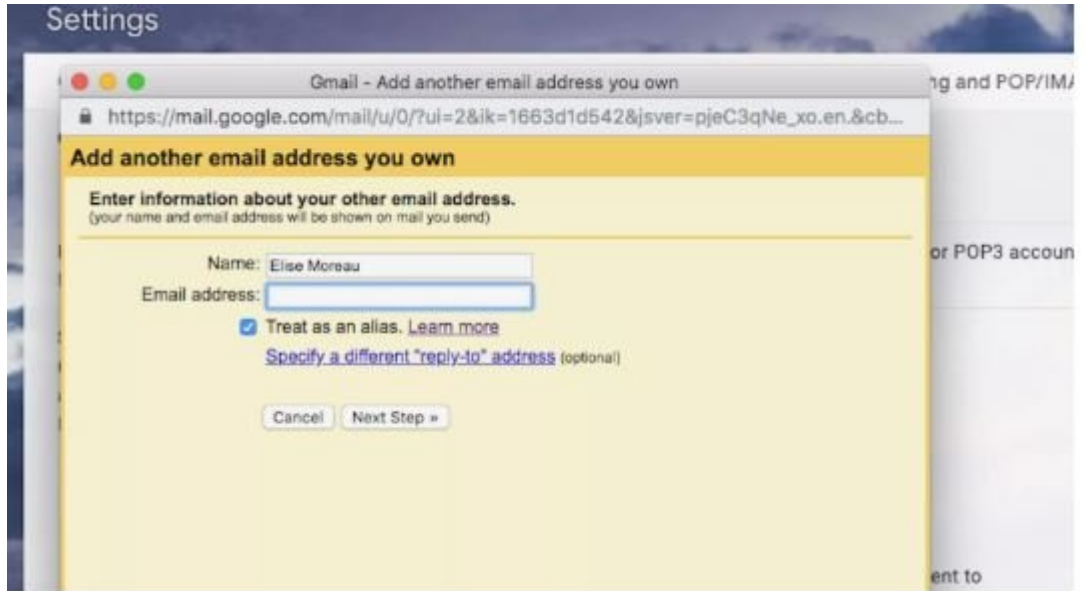 Settings
Gmail - Add another email address you own
ng and POP/IMA
https://mail.google.com/mail/u/0/?ui=2&ik=1663d1d542&jsver=pjeC3qNe_xo.en.&cb...
Add another email address you own
Enter information about your other email address.
(your name and email address will be shown on mail you send)
or POP3 accoun
Name: Elise Moreau
Email address:
Treat as an alias. Learn more
Specify a different "reply-to" address (optional)
Cancel Next Step »
ent to